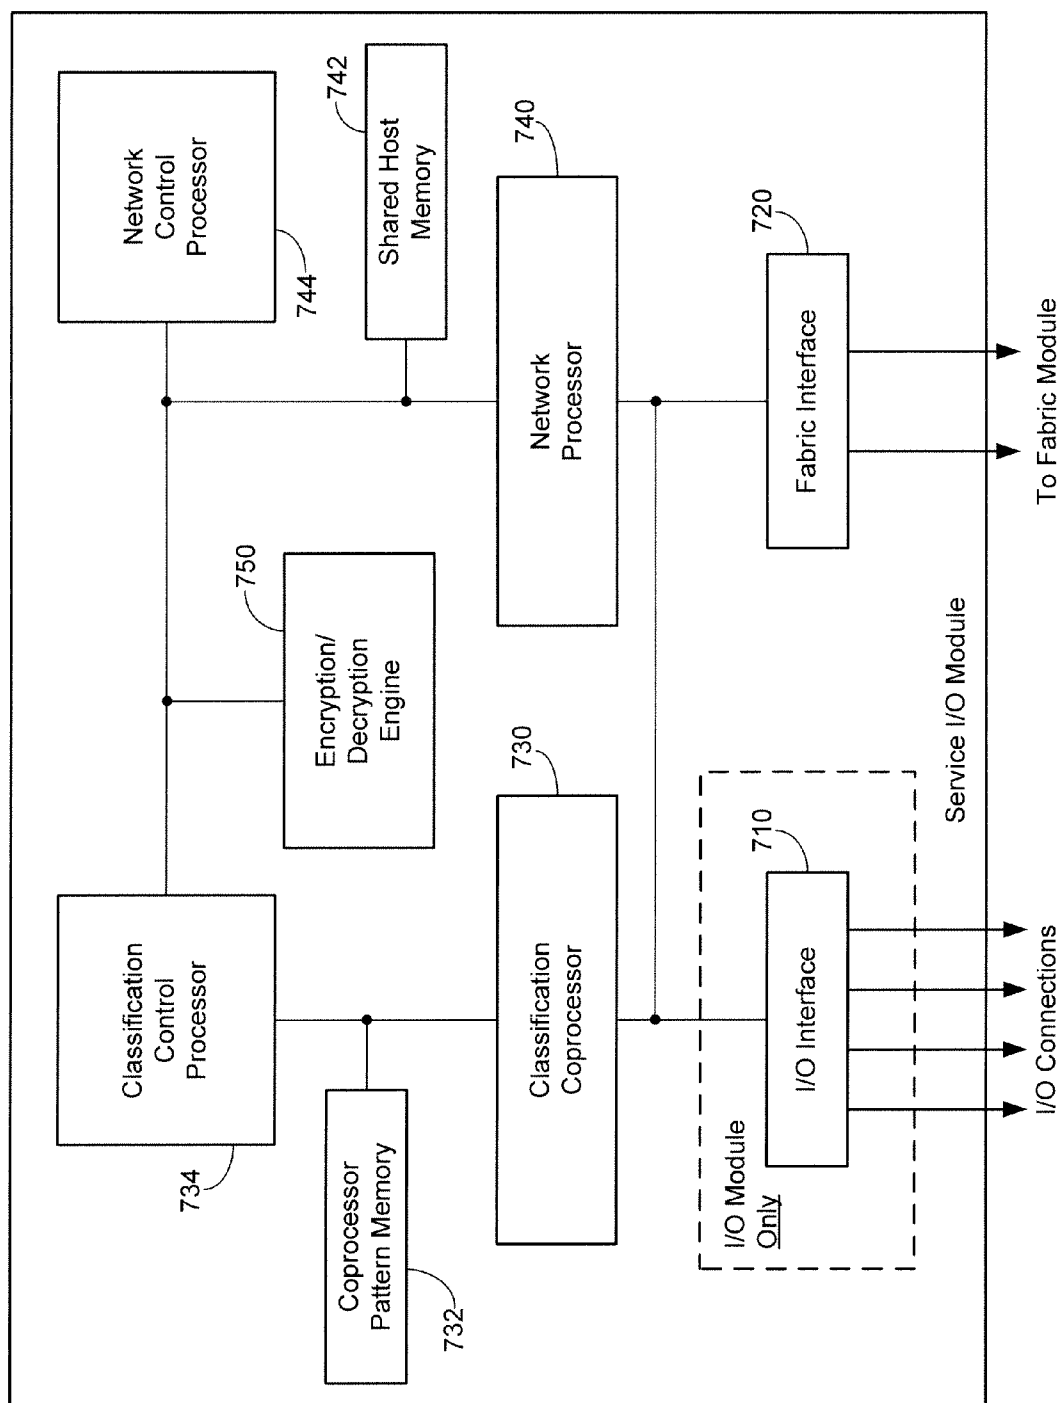 Classification
Control
Processor
734
Network
Control
Processor
744
Coprocessor
Pattern Memory
732
Encryption/
Decryption
Engine
750
Shared Host
Memory
742
Classification
Coprocessor
730
Network
Processor
740
I/O Module
Only
I/O Interface
710
Fabric Interface
720
Service I/O Module
I/O Connections
To Fabric Module